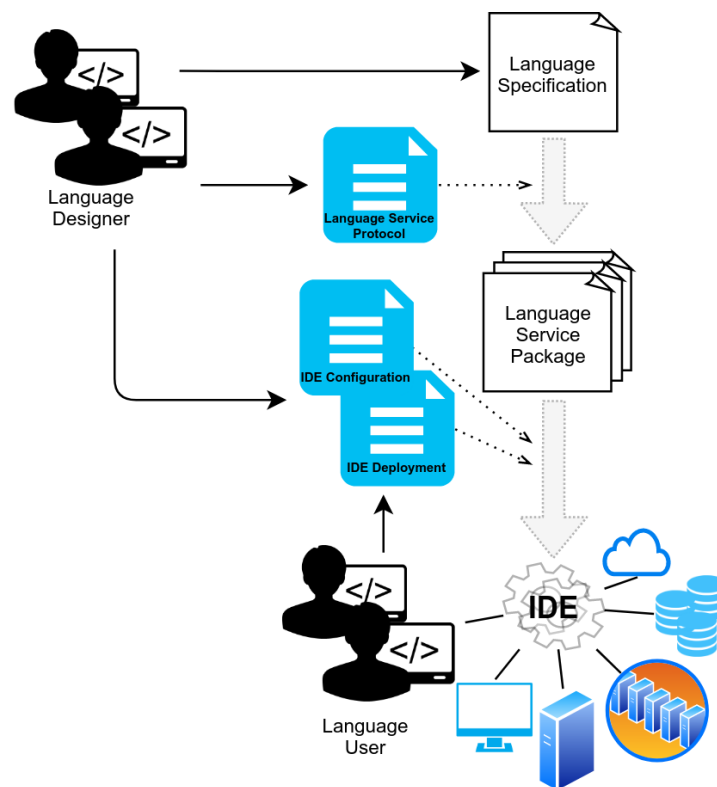 </>
</>
Language
Designer
Language
Specification
Language Service
Protocol
Language
Service
Package
IDE Configuration
IDE Deployment
</>
</>
Language
User
IDE